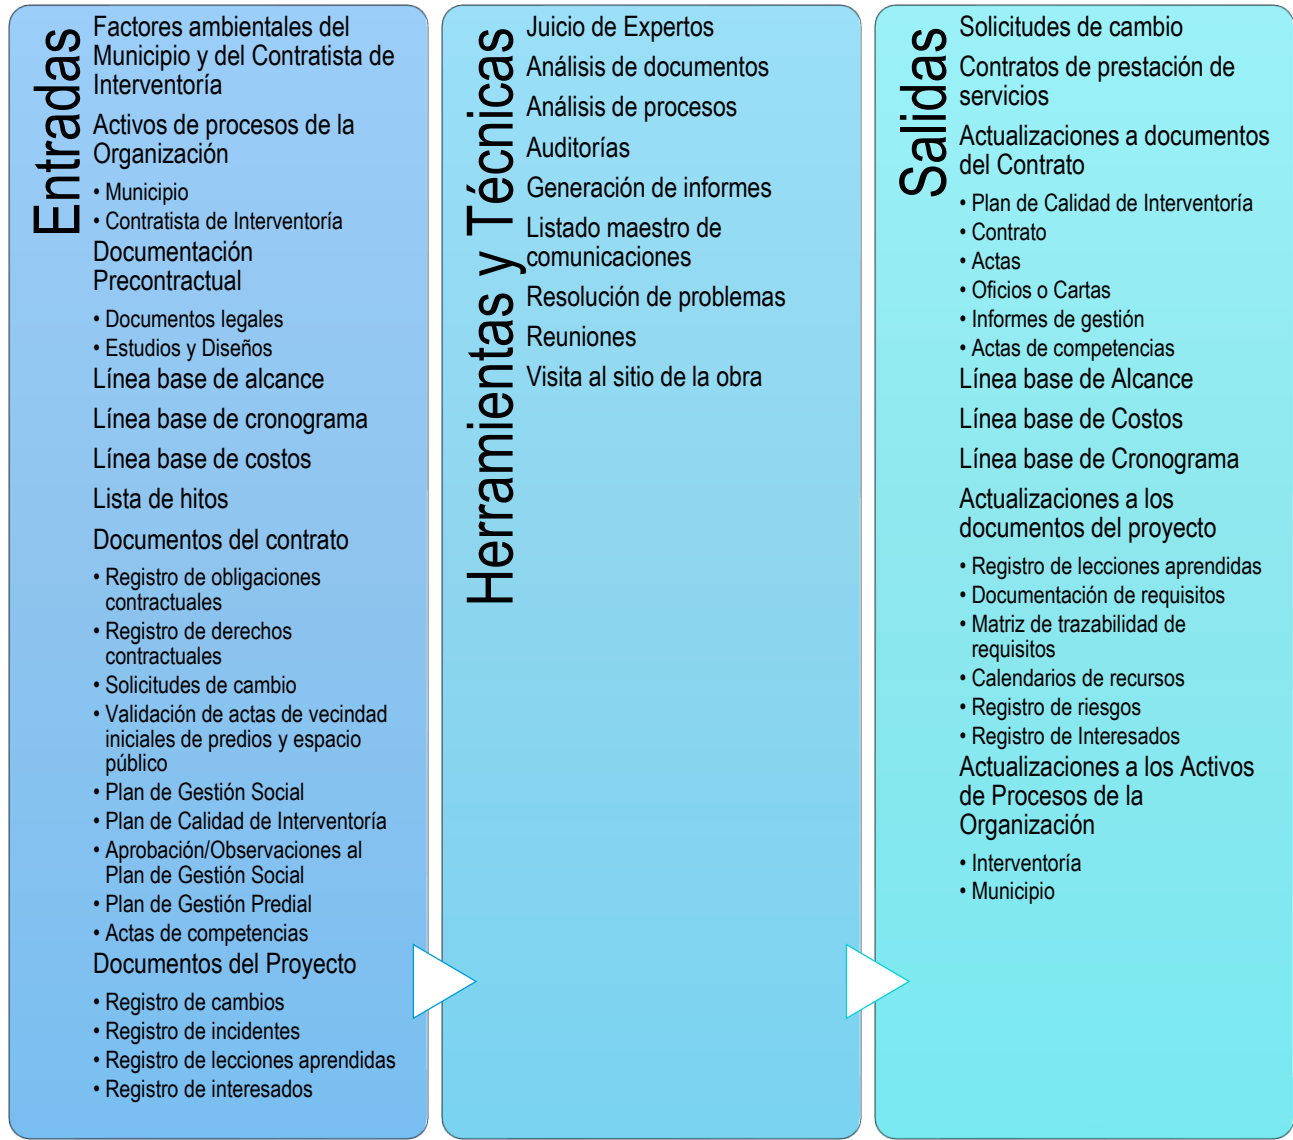 Entradas
Factores ambientales del
Municipio y del Contratista de
Interventoría
Activos de procesos de la
Organización
• Municipio
• Contratista de Interventoría
Documentación
Precontractual
• Documentos legales
• Estudios y Diseños
Línea base de alcance
Línea base de cronograma
Línea base de costos
Lista de hitos
Documentos del contrato
• Registro de obligaciones
contractuales
• Registro de derechos
contractuales
• Solicitudes de cambio
• Validación de actas de vecindad
iniciales de predios y espacio
público
• Plan de Gestión Social
• Plan de Calidad de Interventoría
• Aprobación/Observaciones al
Plan de Gestión Social
• Plan de Gestión Predial
• Actas de competencias
Documentos del Proyecto
• Registro de cambios
• Registro de incidentes
• Registro de lecciones aprendidas
• Registro de interesados
Herramientas y Técnicas
Juicio de Expertos
Análisis de documentos
Análisis de procesos
Auditorías
Generación de informes
Listado maestro de
comunicaciones
Resolución de problemas
Reuniones
Visita al sitio de la obra
Salidas
Solicitudes de cambio
Contratos de prestación de
servicios
Actualizaciones a documentos
del Contrato
• Plan de Calidad de Interventoría
• Contrato
• Actas
• Oficios o Cartas
• Informes de gestión
• Actas de competencias
Línea base de Alcance
Línea base de Costos
Línea base de Cronograma
Actualizaciones a los
documentos del proyecto
• Registro de lecciones aprendidas
• Documentación de requisitos
• Matriz de trazabilidad de
requisitos
• Calendarios de recursos
• Registro de riesgos
• Registro de Interesados
Actualizaciones a los Activos
de Procesos de la
Organización
• Interventoría
• Municipio